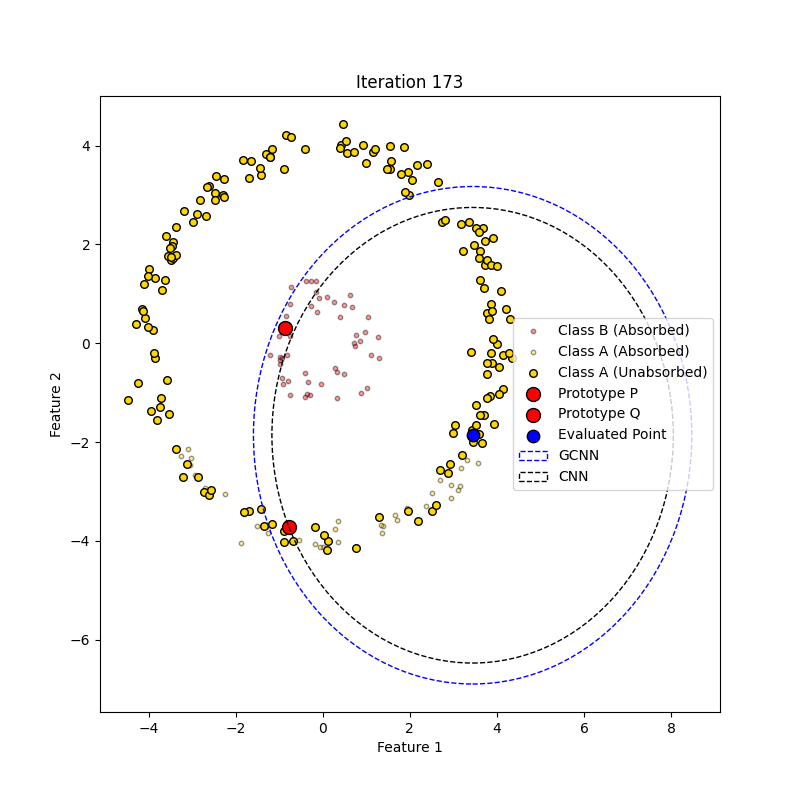 Iteration 173
4
2
0
−2
−4
−6
Feature 2
−4
−2
0
2
4
6
8
Feature 1
Class B (Absorbed)
Class A (Absorbed)
Class A (Unabsorbed)
Prototype P
Prototype Q
Evaluated Point
GCNN
CNN